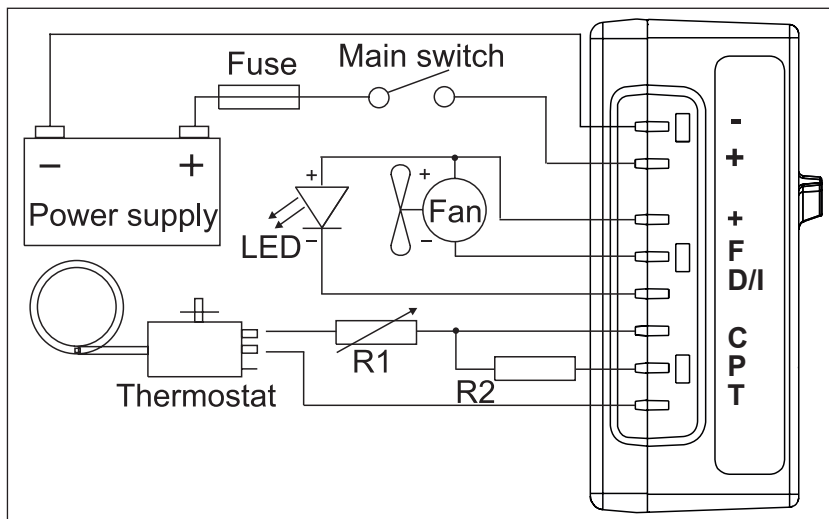 Fuse
Main switch
- +
Power supply
+
-
LED
+
Fan
-
Thermostat
R1
R2
-
+
+
F
D/I
C
P
T